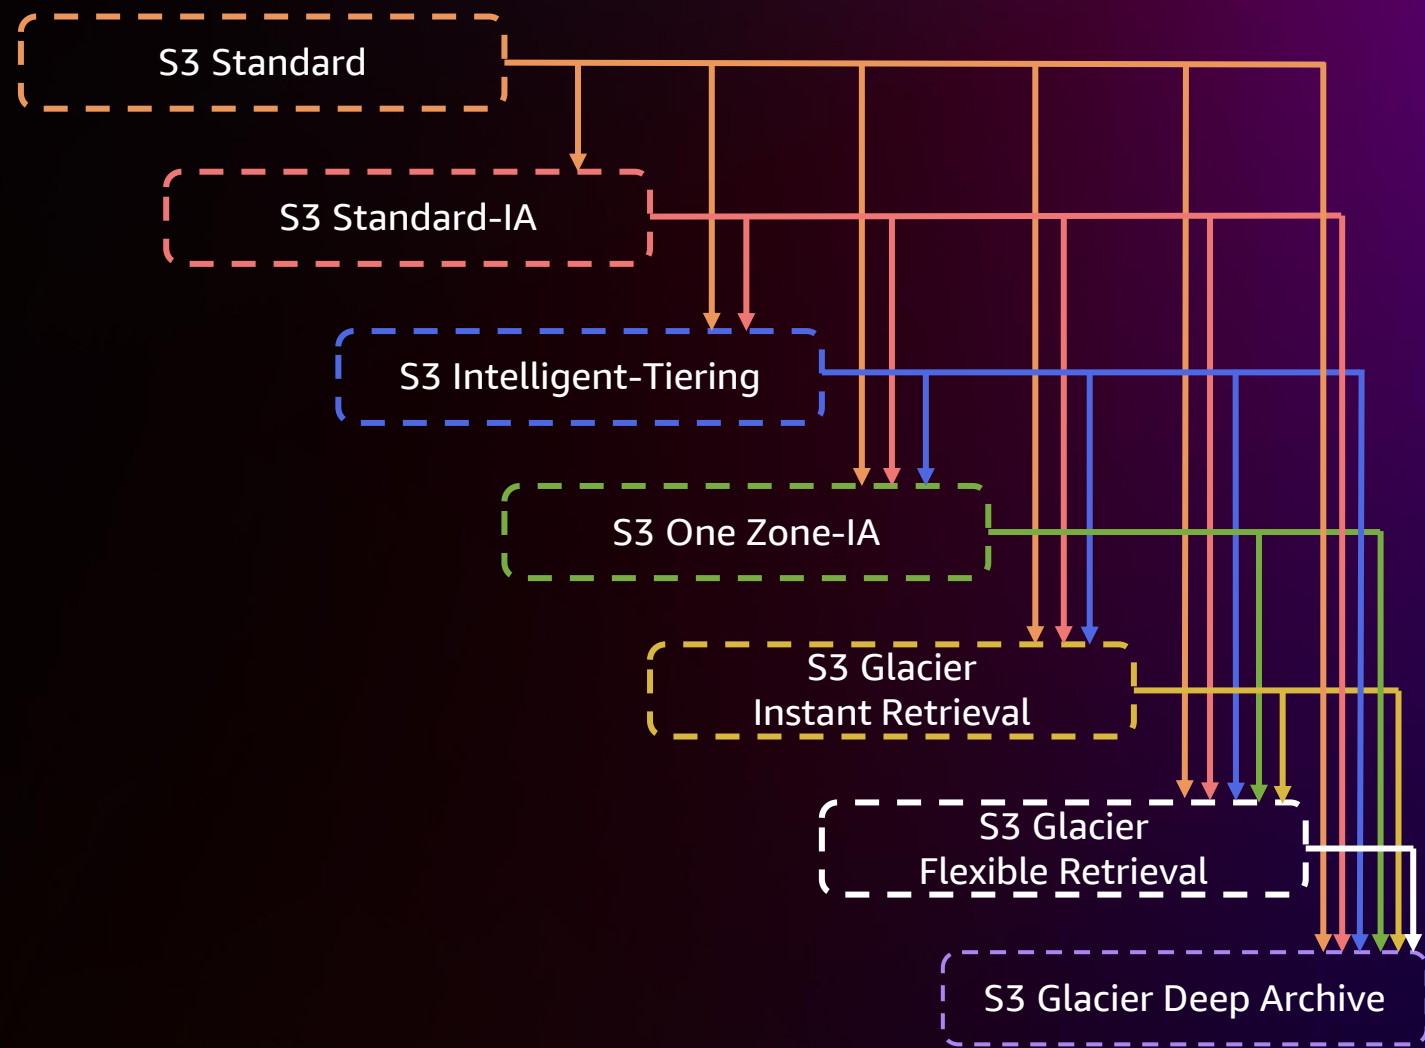 S3 Standard
S3 Standard-IA
S3 Intelligent-Tiering
S3 One Zone-IA
S3 Glacier
Instant Retrieval
S3 Glacier
Flexible Retrieval
S3 Glacier Deep Archive